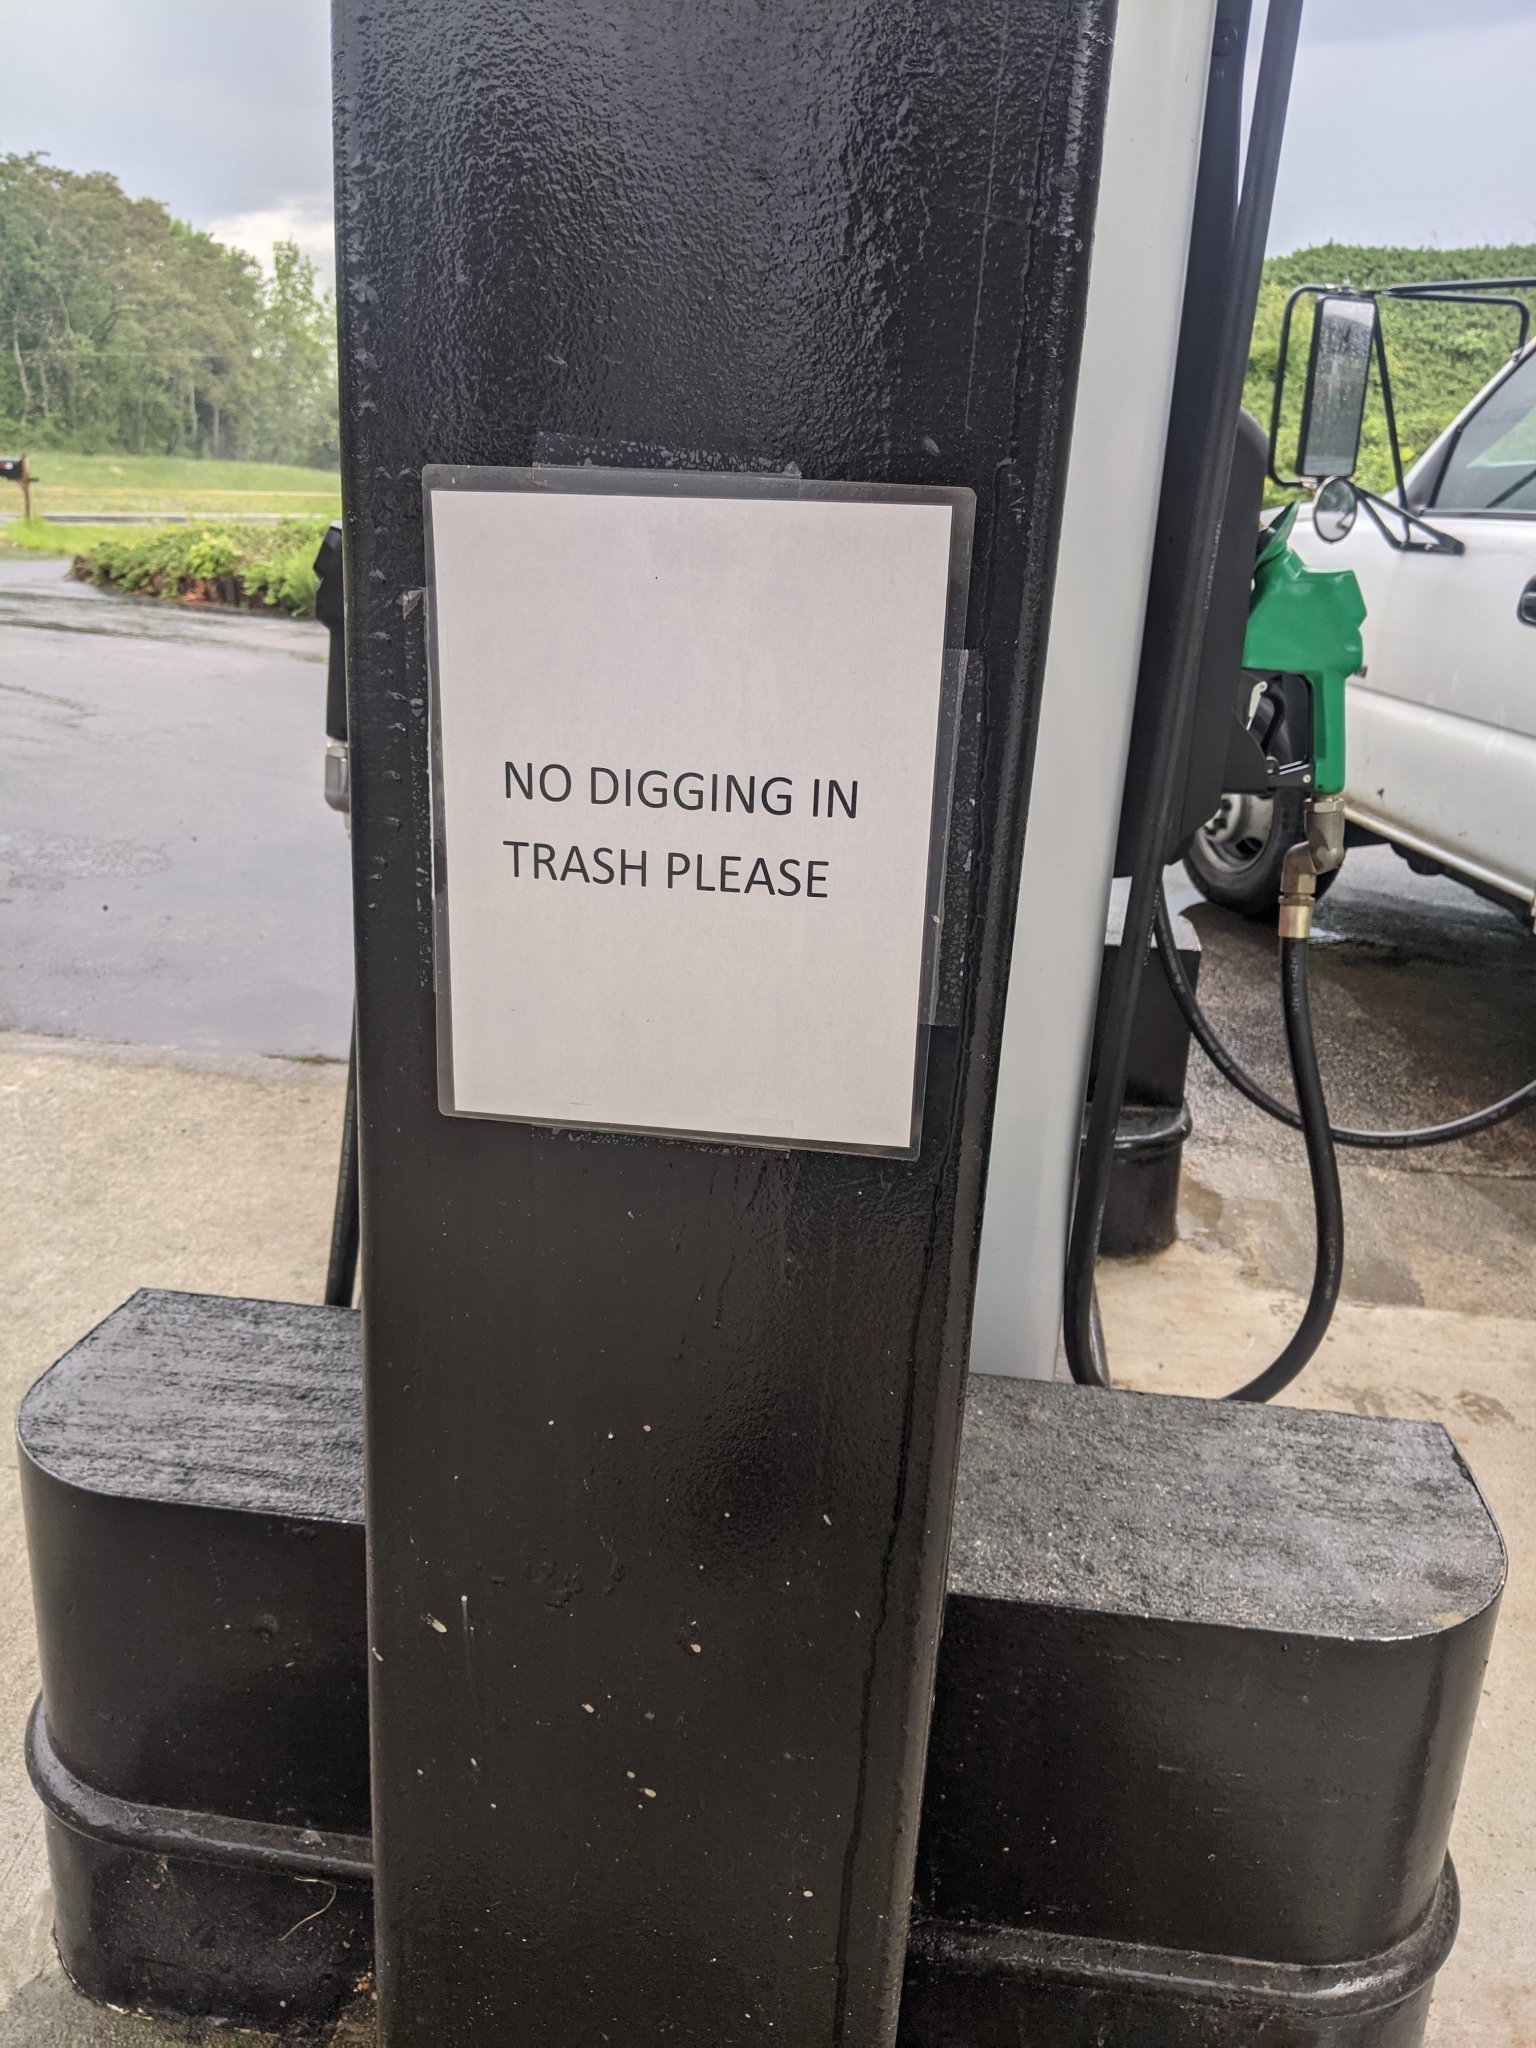 NO DIGGING IN
TRASH PLEASE